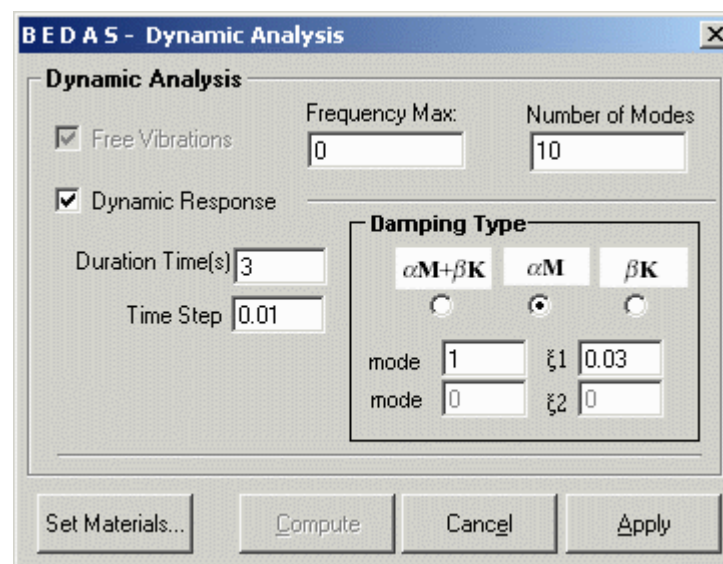 BEDAS - Dynamic Analysis
Dynamic Analysis
Free Vibrations
Frequency Max:
0
Number of Modes
10
Dynamic Response
Duration Time(s) 3
Time Step 0.01
Damping Type
αM+βK αM βK
mode 1 ξ1 0.03
mode 0 ξ2 0
Set Materials... Compute Cancel Apply